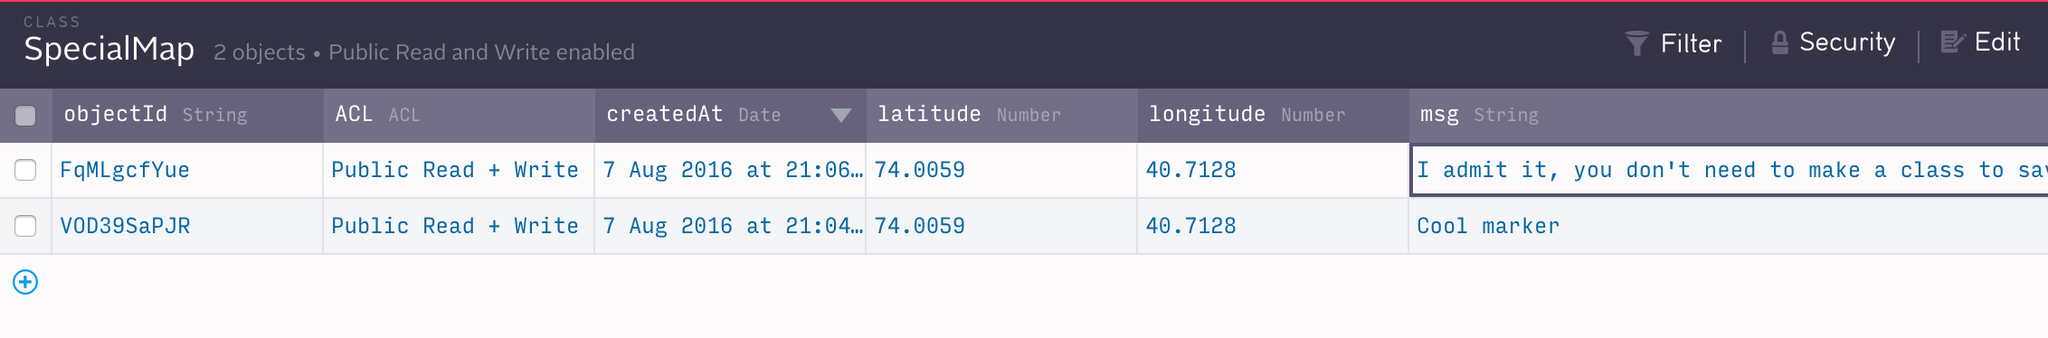 CLASS
SpecialMap 2 objects • Public Read and Write enabled Filter Security Edit
objectId String ACL ACL createdAt Date latitude Number longitude Number msg String
FqMLgcfYue Public Read + Write 7 Aug 2016 at 21:06… 74.0059 40.7128 I admit it, you don't need to make a class to
VOD39SaPJR Public Read + Write 7 Aug 2016 at 21:04… 74.0059 40.7128 Cool marker